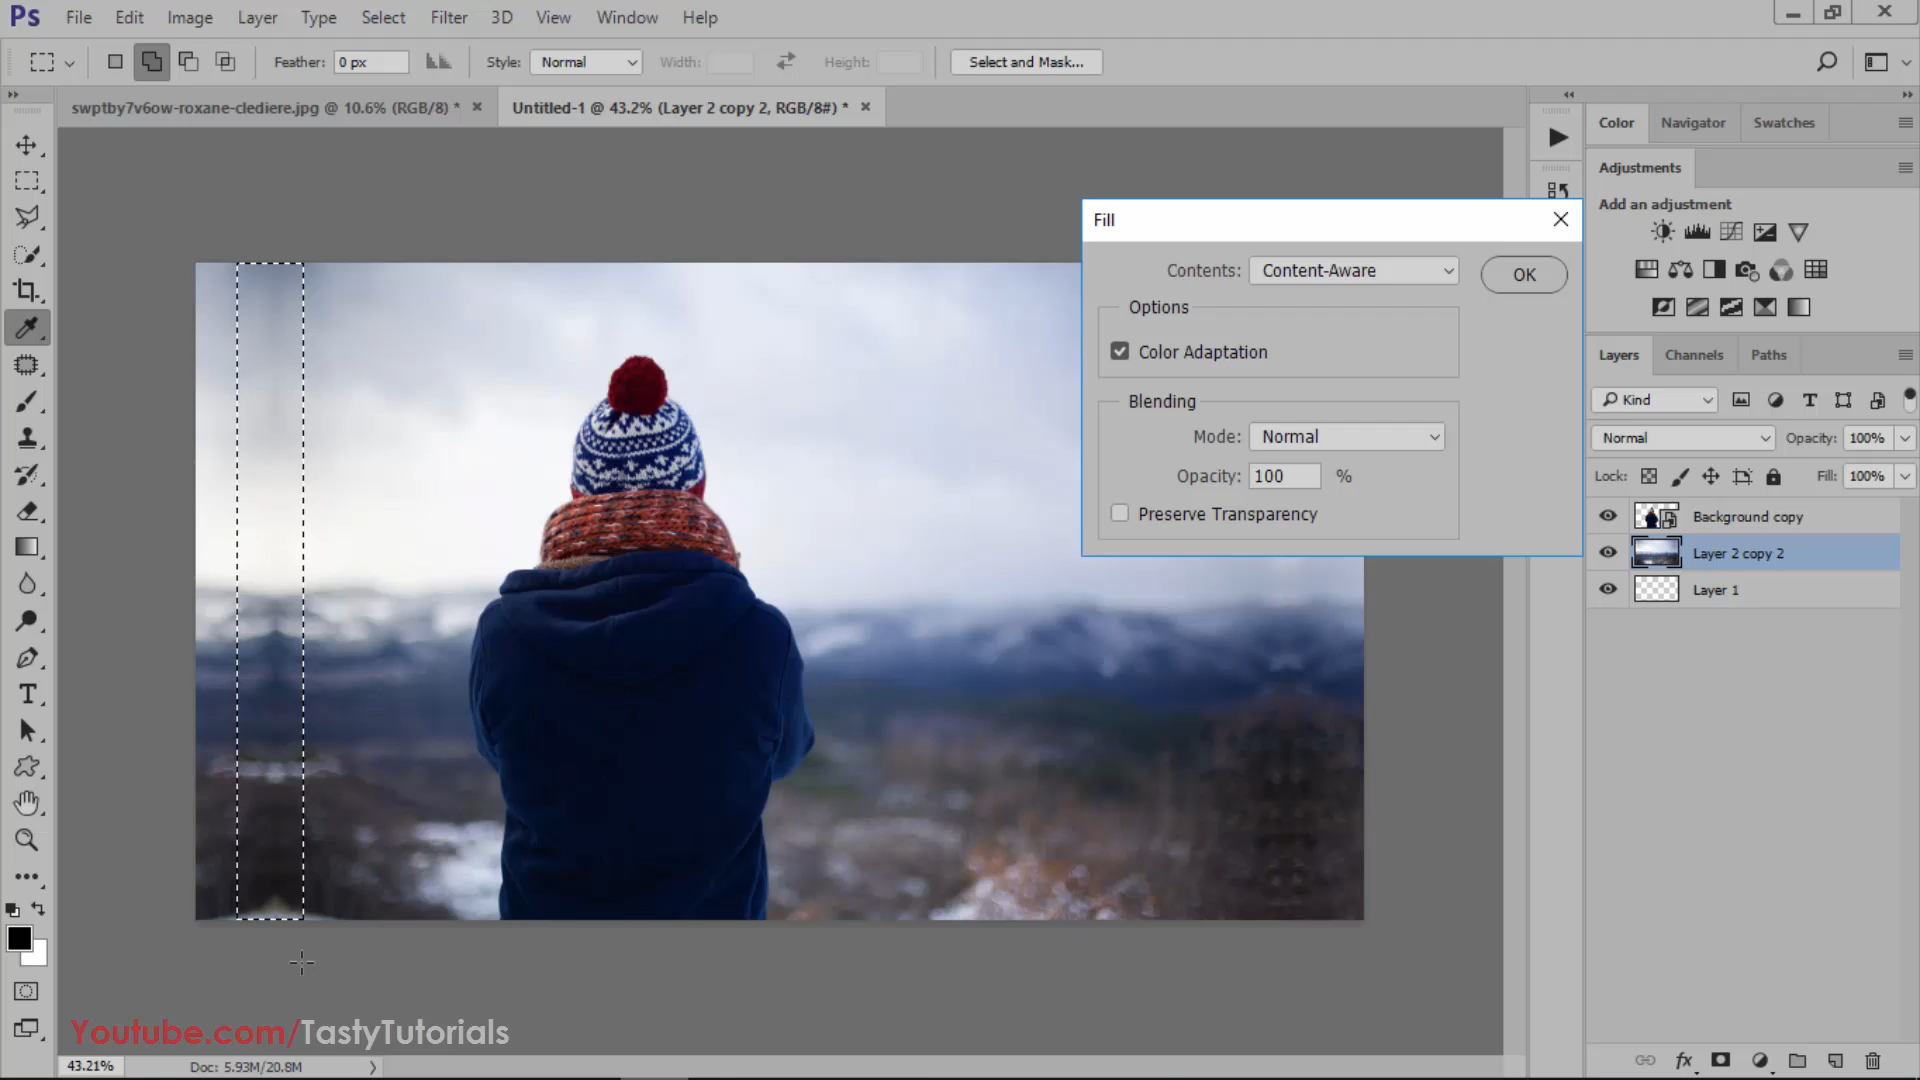 Ps File Edit Image Layer Type Select Filter 3D View Window Help
Feather: 0 px Style: Normal Width: Height: Select and Mask...
swptby7v6ow-roxane-clediere.jpg @ 10.6% (RGB/8) * Untitled-1 @ 43.2% (Layer 2 copy 2, RGB/8#) *
Color Navigator Swatches
Adjustments
Add an adjustment
Fill
Contents: Content-Aware OK
Options
Color Adaptation
Blending
Mode: Normal
Opacity: 100 %
Preserve Transparency
Layers Channels Paths
Kind
Normal Opacity: 100%
Lock: Fill: 100%
Background copy
Layer 2 copy 2
Layer 1
Youtube.com/TastyTutorials
43.21% Doc: 5.93M/20.8M
fx